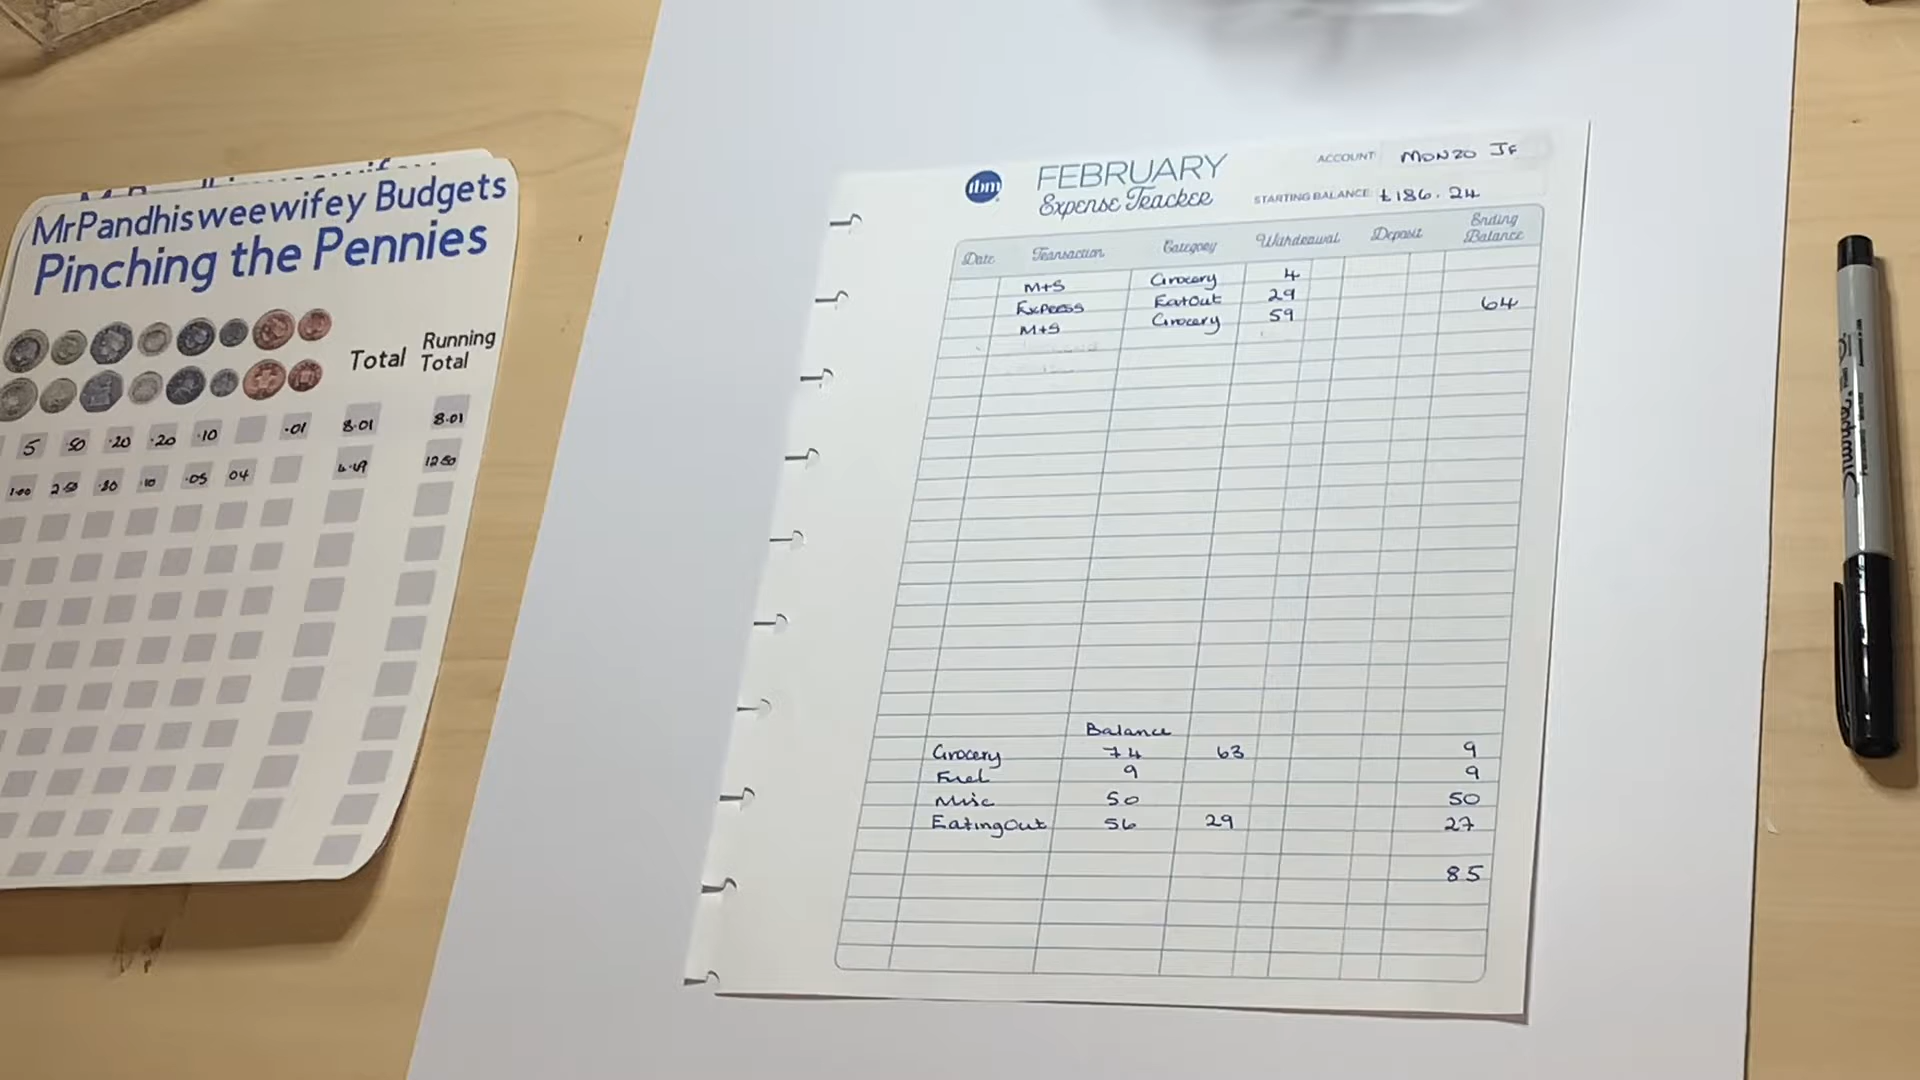 MrPandhisweewifey Budgets
Pinching the Pennies
Total Running Total
5 .50 .20 .20 .10 .01 8.01 8.01
1.00 2.50 .80 .10 .05 04 4.49 12.50
tbm
FEBRUARY
Expense Tracker
ACCOUNT: MONZO JF
STARTING BALANCE £186.24
Date Transaction Category Withdrawal Deposit Ending Balance
M+S Grocery 4
Express EatOut 29 64
M+S Grocery 59
Balance
Grocery 74 63 9
Fuel 9 9
Misc 50 50
EatingOut 56 29 27
85
Sharpie